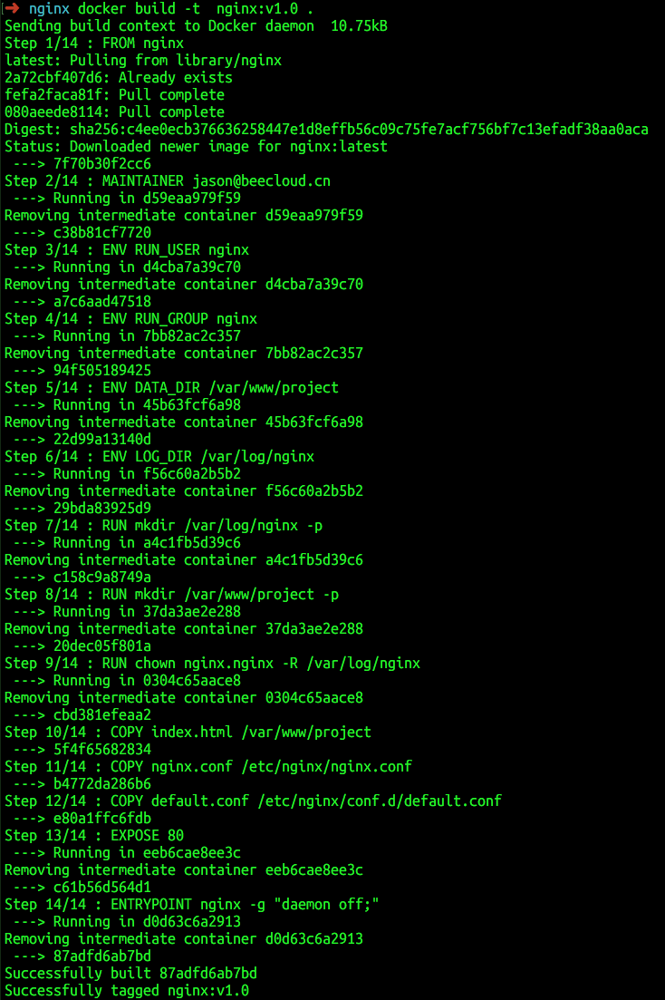 ➜ nginx docker build -t  nginx:v1.0 .
Sending build context to Docker daemon  10.75kB
Step 1/14 : FROM nginx
latest: Pulling from library/nginx
2a72cbf407d6: Already exists
fefa2faca81f: Pull complete
080aeede8114: Pull complete
Digest: sha256:c4ee0ecb376636258447e1d8effb56c09c75fe7acf756bf7c13efadf38aa0aca
Status: Downloaded newer image for nginx:latest
 ---> 7f70b30f2cc6
Step 2/14 : MAINTAINER jason@beecloud.cn
 ---> Running in d59eaa979f59
Removing intermediate container d59eaa979f59
 ---> c38b81cf7720
Step 3/14 : ENV RUN_USER nginx
 ---> Running in d4cba7a39c70
Removing intermediate container d4cba7a39c70
 ---> a7c6aad47518
Step 4/14 : ENV RUN_GROUP nginx
 ---> Running in 7bb82ac2c357
Removing intermediate container 7bb82ac2c357
 ---> 94f505189425
Step 5/14 : ENV DATA_DIR /var/www/project
 ---> Running in 45b63fcf6a98
Removing intermediate container 45b63fcf6a98
 ---> 22d99a13140d
Step 6/14 : ENV LOG_DIR /var/log/nginx
 ---> Running in f56c60a2b5b2
Removing intermediate container f56c60a2b5b2
 ---> 29bda83925d9
Step 7/14 : RUN mkdir /var/log/nginx -p
 ---> Running in a4c1fb5d39c6
Removing intermediate container a4c1fb5d39c6
 ---> c158c9a8749a
Step 8/14 : RUN mkdir /var/www/project -p
 ---> Running in 37da3ae2e288
Removing intermediate container 37da3ae2e288
 ---> 20dec05f801a
Step 9/14 : RUN chown nginx.nginx -R /var/log/nginx
 ---> Running in 0304c65aace8
Removing intermediate container 0304c65aace8
 ---> cbd381efeaa2
Step 10/14 : COPY index.html /var/www/project
 ---> 5f4f65682834
Step 11/14 : COPY nginx.conf /etc/nginx/nginx.conf
 ---> b4772da286b6
Step 12/14 : COPY default.conf /etc/nginx/conf.d/default.conf
 ---> e80a1ffc6fdb
Step 13/14 : EXPOSE 80
 ---> Running in eeb6cae8ee3c
Removing intermediate container eeb6cae8ee3c
 ---> c61b56d564d1
Step 14/14 : ENTRYPOINT nginx -g "daemon off;"
 ---> Running in d0d63c6a2913
Removing intermediate container d0d63c6a2913
 ---> 87adfd6ab7bd
Successfully built 87adfd6ab7bd
Successfully tagged nginx:v1.0